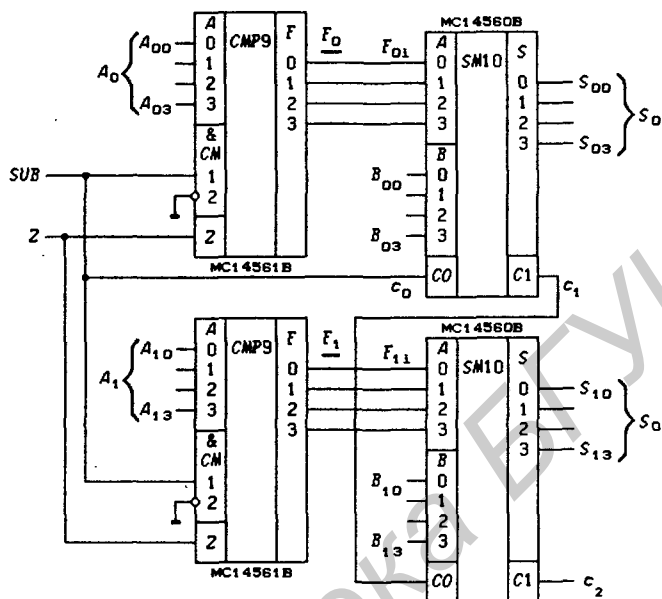 MC14560B
A
CMP9
F
F₀
F₀ᵢ
A
SM10
S
A₀
A₀₀
0
1
2
3
A₀₃
0
1
2
3
0
1
2
3
0
1
2
3
S₀₀
S₀₃
S₀
&
CM
1
2
SUB
Z
Z
B
0
1
2
3
B₀₀
B₀₃
MC14561B
C0
c₀
C1
c₁
MC14560B
A
CMP9
F
F₁
F₁ᵢ
A
SM10
S
A₁
A₁₀
0
1
2
3
A₁₃
0
1
2
3
0
1
2
3
0
1
2
3
S₁₀
S₁₃
S₀
&
CM
1
2
Z
B
0
1
2
3
B₁₀
B₁₃
MC14561B
C0
C1
c₂